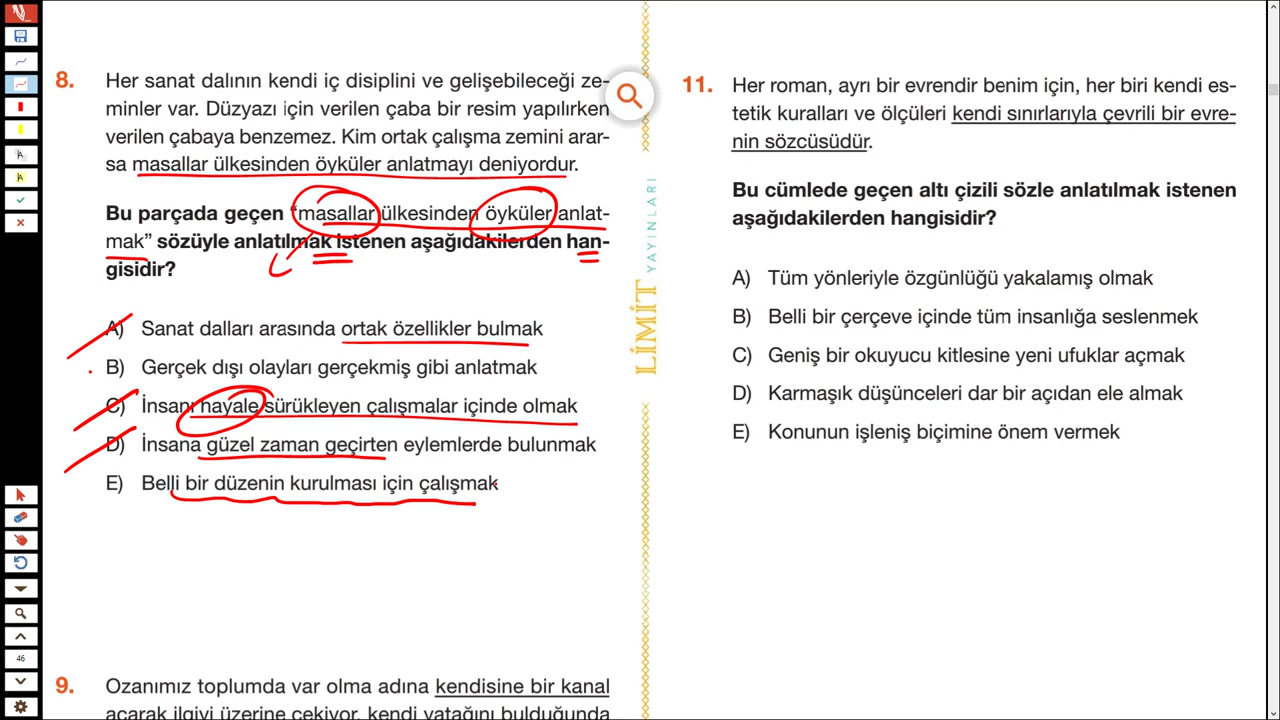 8. Her sanat dalının kendi iç disiplini ve gelişebileceği ze-
minler var. Düzyazı için verilen çaba bir resim yapılırken
verilen çabaya benzemez. Kim ortak çalışma zemini arar-
sa masallar ülkesinden öyküler anlatmayı deniyordur.
Bu parçada geçen “masallar ülkesinden öyküler anlat-
mak” sözüyle anlatılmak istenen aşağıdakilerden han-
gisidir?
A) Sanat dalları arasında ortak özellikler bulmak
B) Gerçek dışı olayları gerçekmiş gibi anlatmak
C) İnsanı hayale sürükleyen çalışmalar içinde olmak
D) İnsana güzel zaman geçirten eylemlerde bulunmak
E) Belli bir düzenin kurulması için çalışmak
9. Ozanımız toplumda var olma adına kendisine bir kanal
açarak ilgiyi üzerine çekiyor, kendi yatağını bulduğunda
LİMİT YAYINLARI
11. Her roman, ayrı bir evrendir benim için, her biri kendi es-
tetik kuralları ve ölçüleri kendi sınırlarıyla çevrili bir evre-
nin sözcüsüdür.
Bu cümlede geçen altı çizili sözle anlatılmak istenen
aşağıdakilerden hangisidir?
A) Tüm yönleriyle özgünlüğü yakalamış olmak
B) Belli bir çerçeve içinde tüm insanlığa seslenmek
C) Geniş bir okuyucu kitlesine yeni ufuklar açmak
D) Karmaşık düşünceleri dar bir açıdan ele almak
E) Konunun işleniş biçimine önem vermek
46